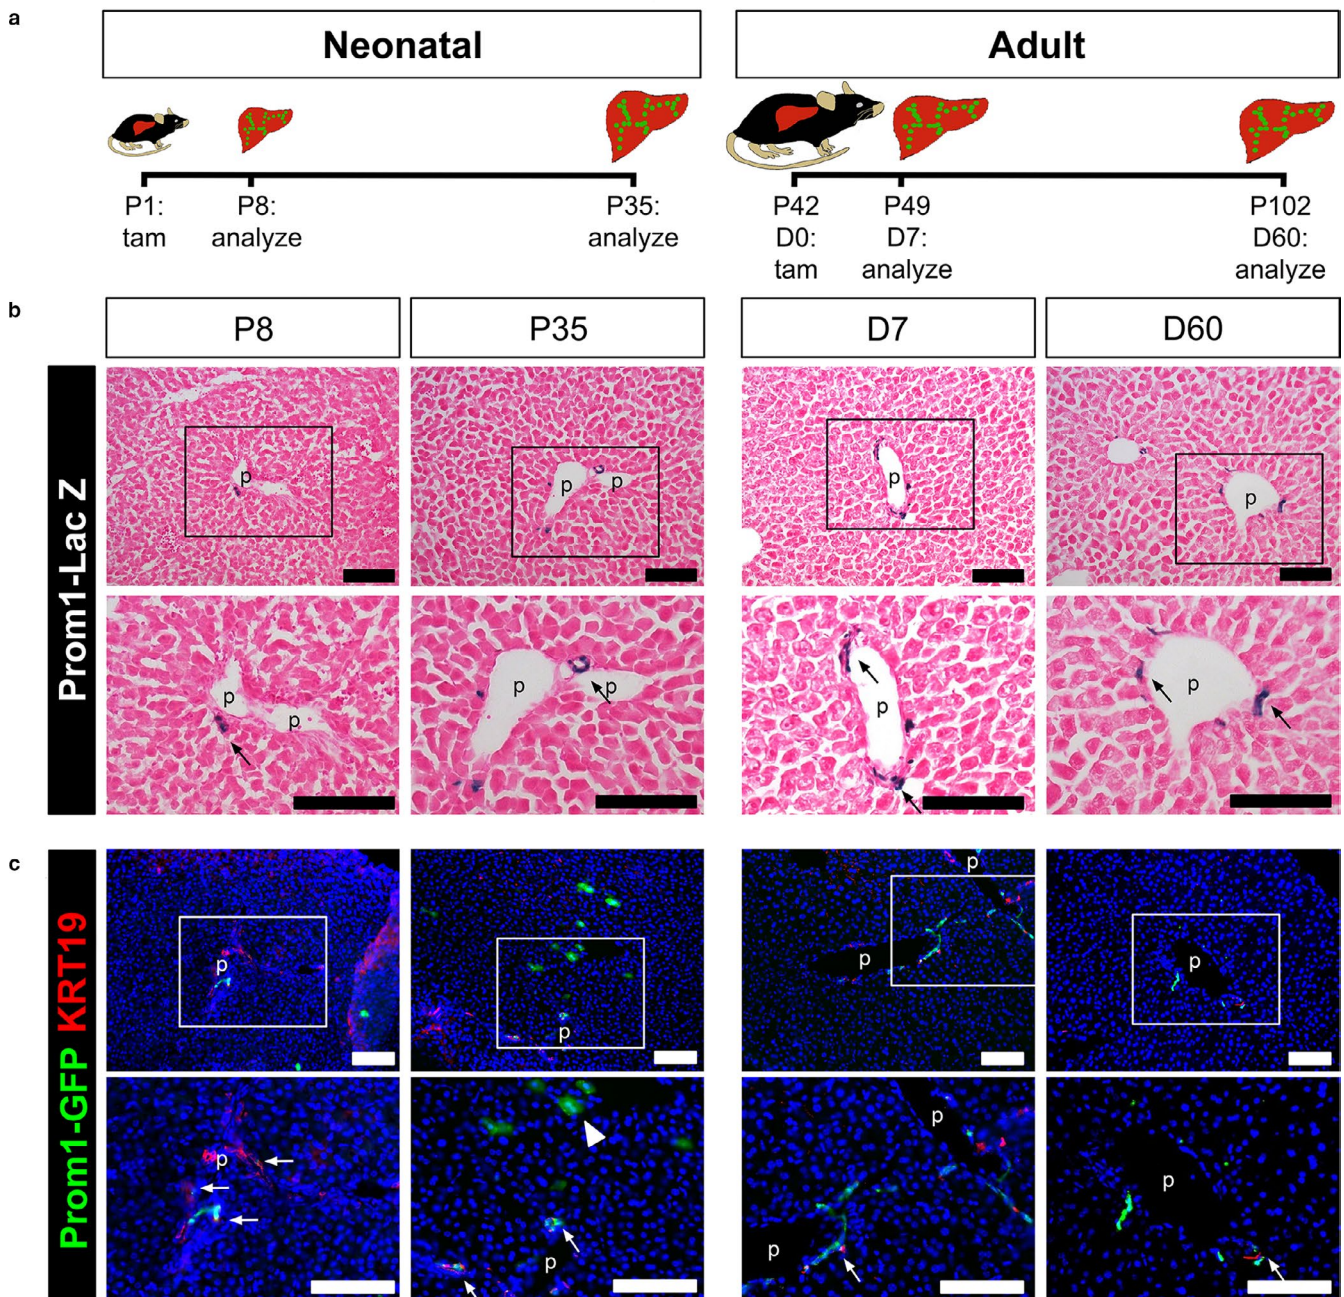 a
Neonatal
Adult
P1:
tam
P8:
analyze
P35:
analyze
P42
D0:
tam
P49
D7:
analyze
P102
D60:
analyze
b
P8
P35
D7
D60
Prom1-Lac Z
p
p
p
p
p
p
p
p
p
p
p
c
Prom1-GFP KRT19
p
p
p
p
p
p
p
p
p
p